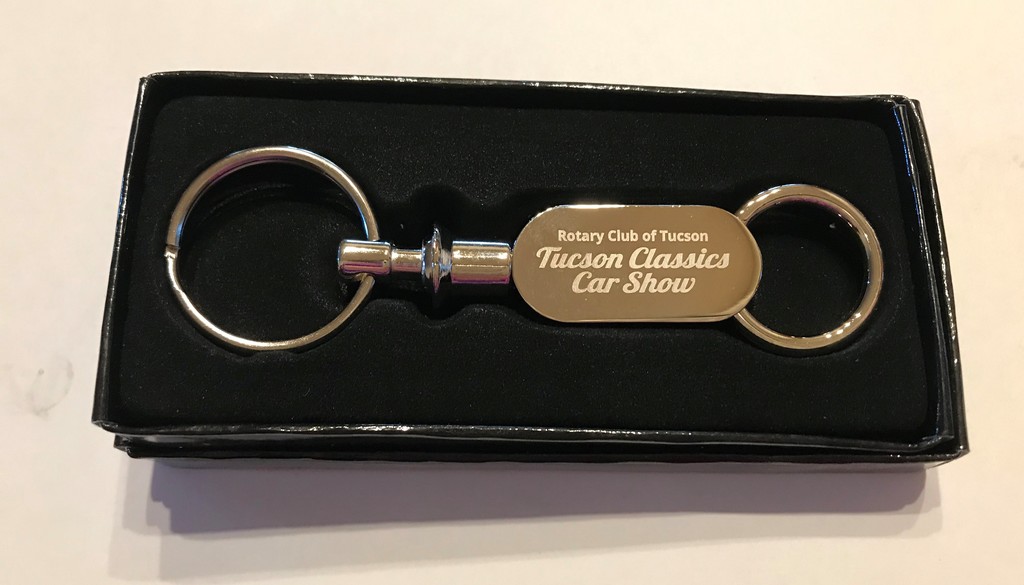 Rotary Club of Tucson
Tucson Classics
Car Show